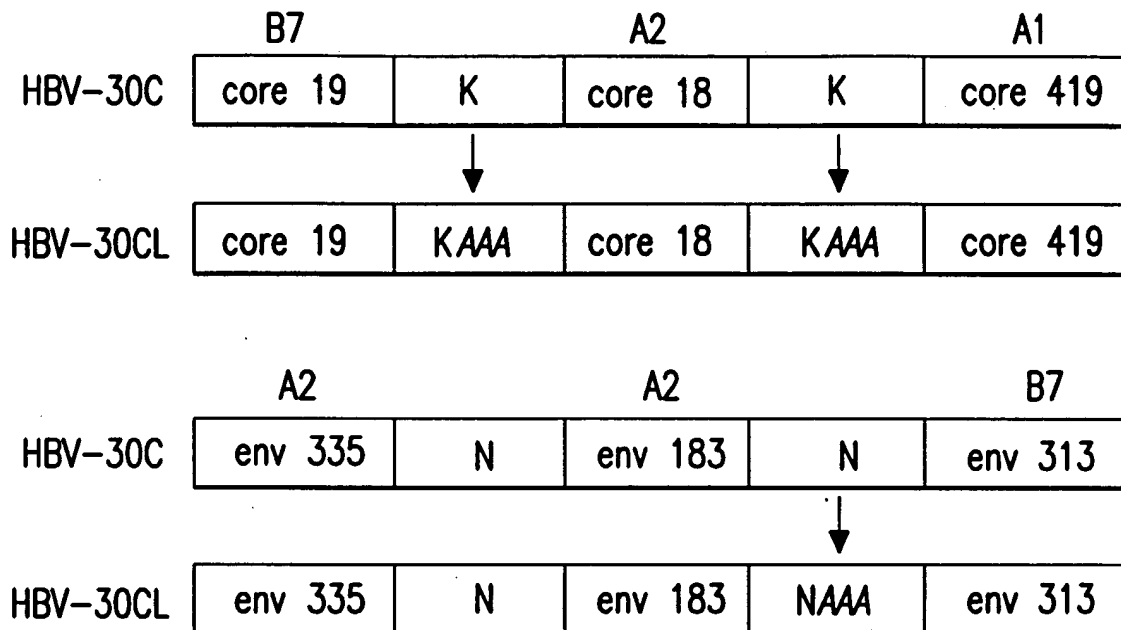 B7 A2 A1
HBV-30C core 19 K core 18 K core 419
HBV-30CL core 19 KAAA core 18 KAAA core 419
A2 A2 B7
HBV-30C env 335 N env 183 N env 313
HBV-30CL env 335 N env 183 NAAA env 313